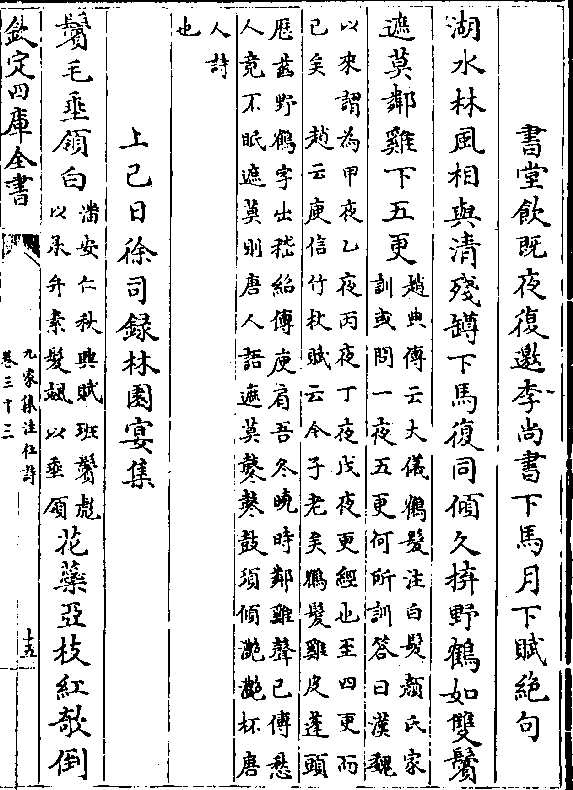 書堂飲既夜復邀李尚書下馬月下賦絕句
湖水林風相與清殘罇下馬復同傾久拚野鶴如雙鬢
遮莫鄰雞下五更
趙典傳云大儀鶴髮注白髮顏氏家
訓或問一夜五更何所訓答曰漢魏
以來謂為甲夜乙夜丙夜丁夜戊夜更經也至四更而
已矣 趙云庾信竹杖賦云今子老矣鶴髮雞皮蓬頭
歷齒野鶴字出嵇紹傳庾肩吾冬曉時鄰雞聲已傳愁
人竟不眠遮莫則唐人語遮莫鼕鼕鼓須傾灔灔杯唐
人詩
也
上巳日徐司録林園宴集
鬢毛垂領白
潘安仁秋興賦班鬢彪
以承弁素髮颯以垂領
花蘂亞枝紅欹倒
欽定四庫全書
九家集注杜詩
卷三十三
十五